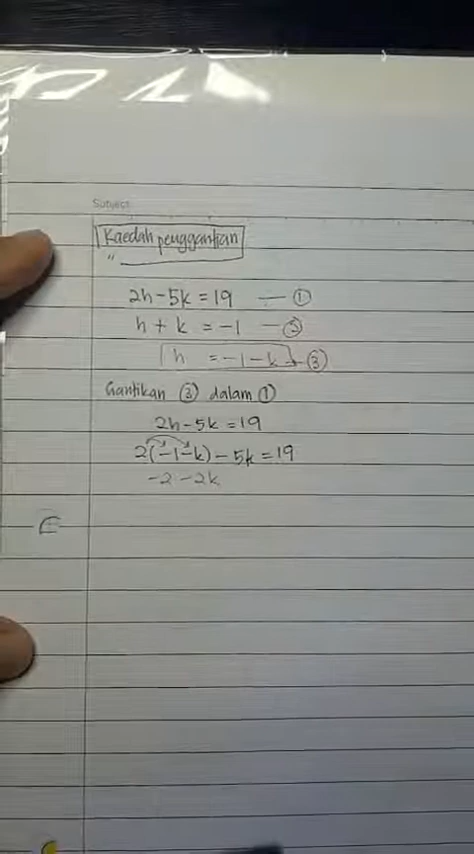 Subject
Kaedah penggantian
2h - 5k = 19 — ①
h + k = -1 — ②
h = -1 - k — ③
Gantikan ③ dalam ①
2h - 5k = 19
2(-1-k) - 5k = 19
-2 - 2k